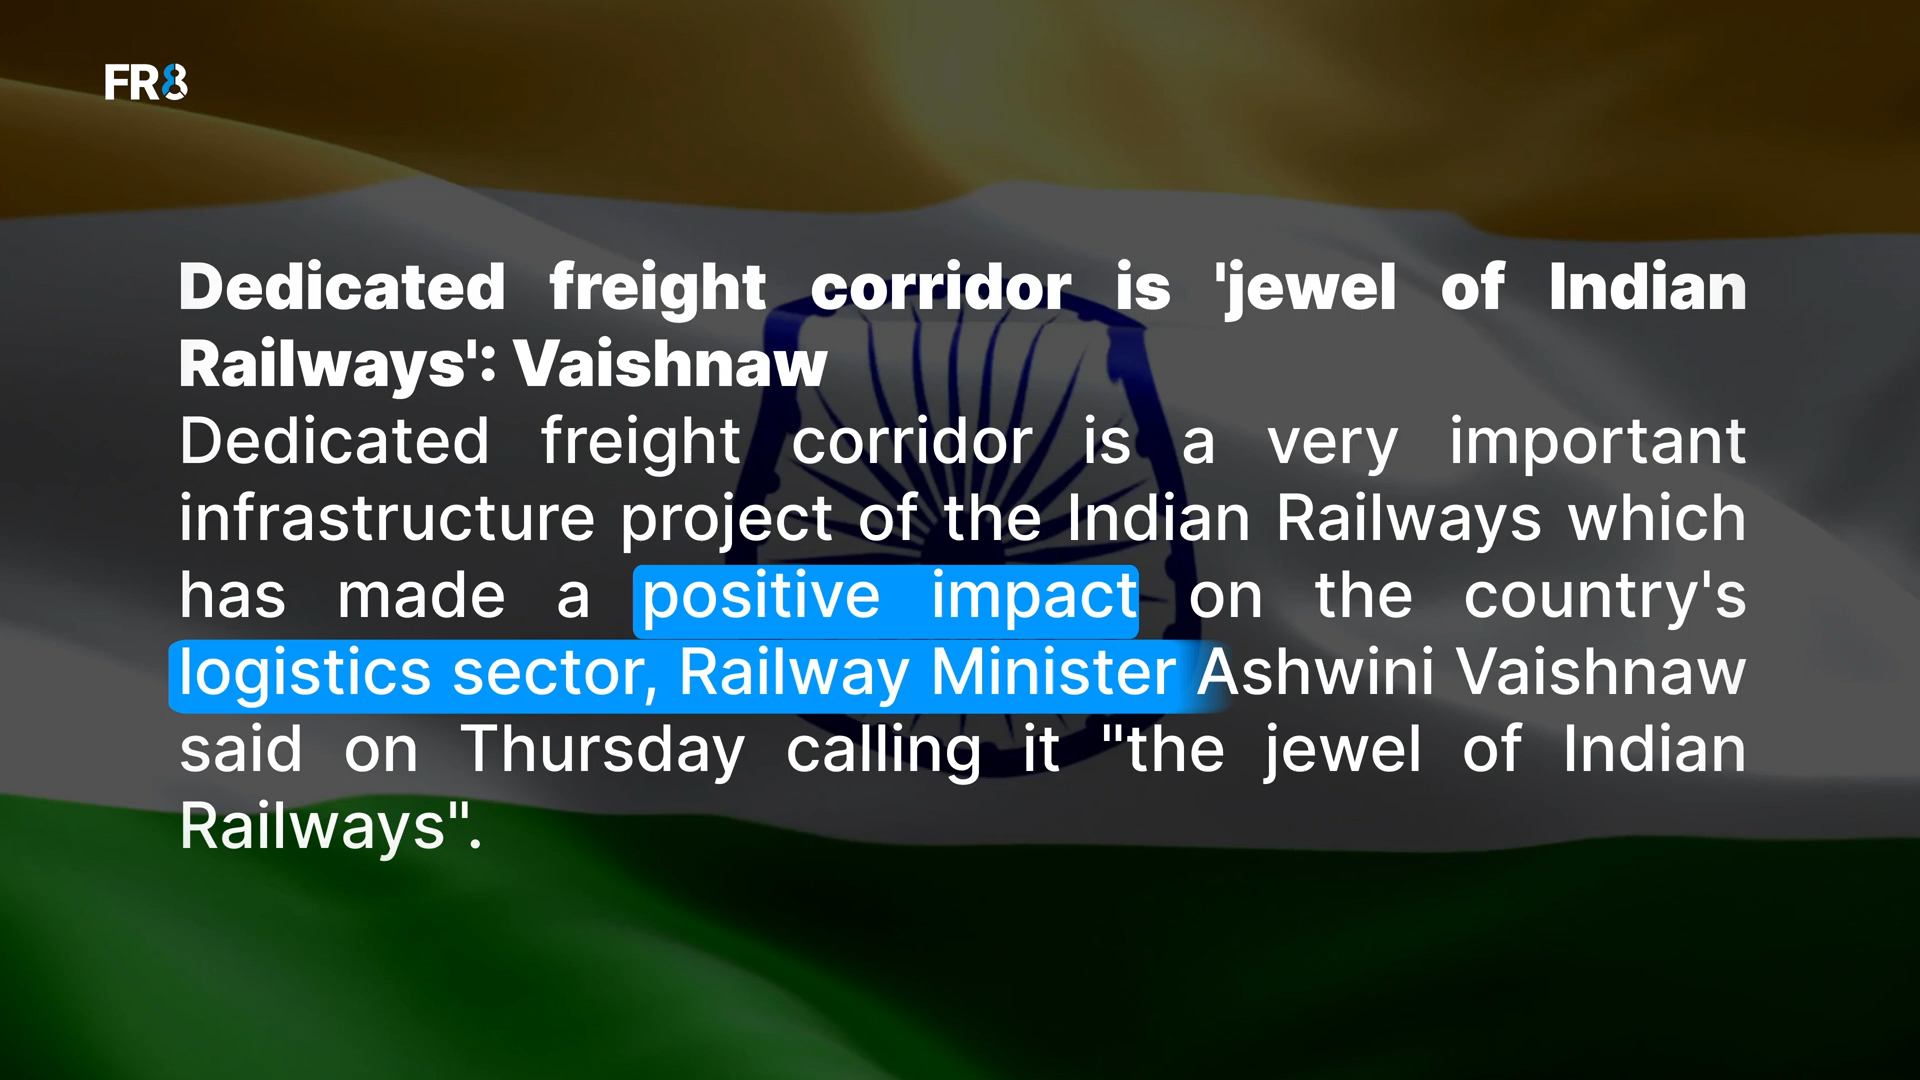 FR8
Dedicated freight corridor is 'jewel of Indian
Railways': Vaishnaw
Dedicated freight corridor is a very important
infrastructure project of the Indian Railways which
has made a positive impact on the country's
logistics sector, Railway Minister Ashwini Vaishnaw
said on Thursday calling it "the jewel of Indian
Railways".